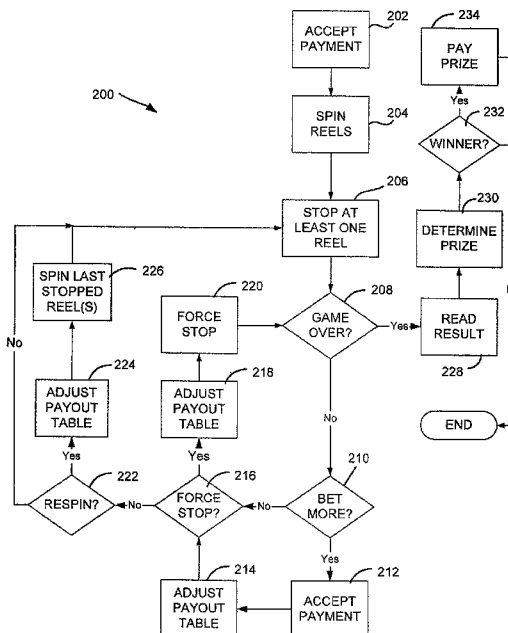 200
ACCEPT
PAYMENT
202
SPIN
REELS
204
STOP AT
LEAST ONE
REEL
206
GAME
OVER?
208
Yes
No
READ
RESULT
228
DETERMINE
PRIZE
230
WINNER?
232
Yes
PAY
PRIZE
234
END
BET
MORE?
210
No
Yes
ACCEPT
PAYMENT
212
ADJUST
PAYOUT
TABLE
214
FORCE
STOP?
216
Yes
No
ADJUST
PAYOUT
TABLE
218
FORCE
STOP
220
RESPIN?
222
Yes
No
ADJUST
PAYOUT
TABLE
224
SPIN LAST
STOPPED
REEL(S)
226